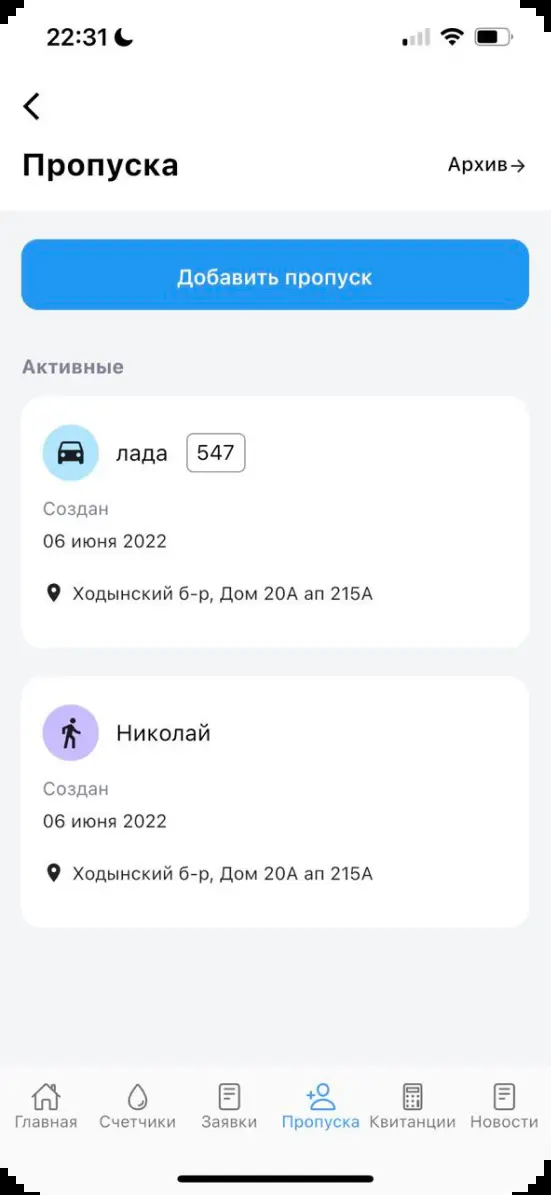 22:31
Пропуска
Архив→
Добавить пропуск
Активные
лада 547
Создан
06 июня 2022
Ходынский б-р, Дом 20А ап 215А
Николай
Создан
06 июня 2022
Ходынский б-р, Дом 20А ап 215А
Главная Счетчики Заявки Пропуска Квитанции Новости